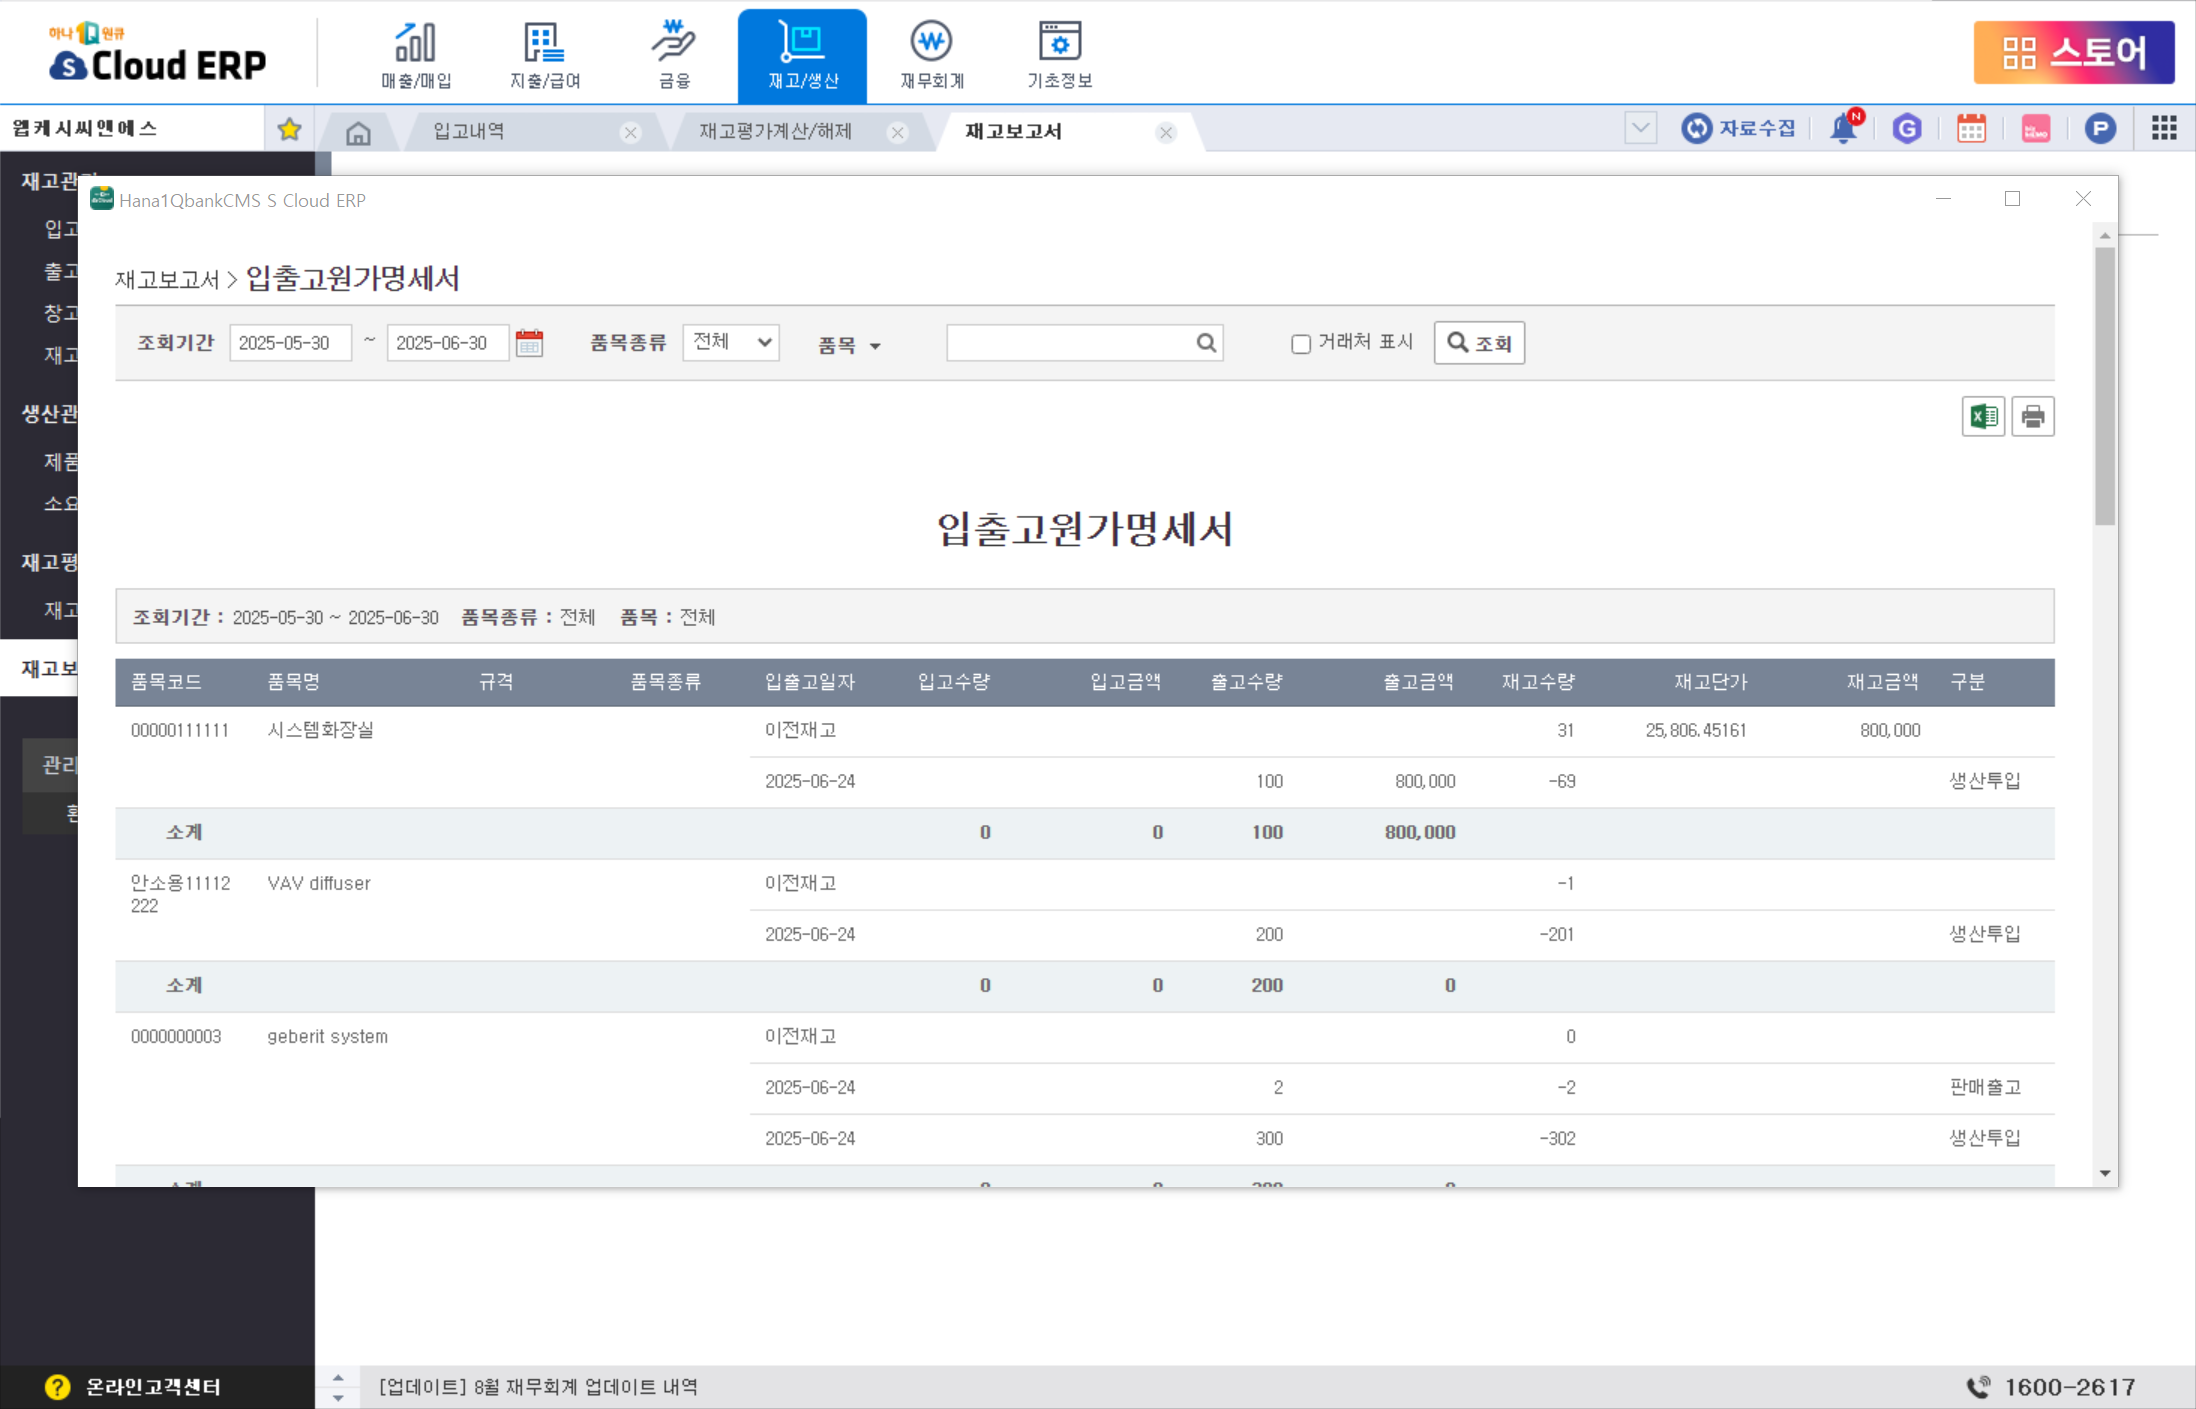 하나 1Q 원큐
S Cloud ERP
매출/매입
지출/급여
금융
재고/생산
재무회계
기초정보
스토어
웹케시씨엔에스
입고내역
재고평가계산/해제
재고보고서
자료수집
N
G
P
재고관
입고
출고
창고
재고
생산관
제품
소요
재고평
재고
재고보
관리
Hana1QbankCMS S Cloud ERP
재고보고서 > 입출고원가명세서
조회기간 2025-05-30 ~ 2025-06-30 품목종류 전체 품목 거래처 표시 조회
입출고원가명세서
조회기간 : 2025-05-30 ~ 2025-06-30 품목종류 : 전체 품목 : 전체
품목코드 품목명 규격 품목종류 입출고일자 입고수량 입고금액 출고수량 출고금액 재고수량 재고단가 재고금액 구분
00000111111 시스템화장실 이전재고 31 25,806.45161 800,000
2025-06-24 100 800,000 -69 생산투입
소계 0 0 100 800,000
안소용11112 VAV diffuser 이전재고 -1
222
2025-06-24 200 -201 생산투입
소계 0 0 200 0
0000000003 geberit system 이전재고 0
2025-06-24 2 -2 판매출고
2025-06-24 300 -302 생산투입
? 온라인고객센터
[업데이트] 8월 재무회계 업데이트 내역
1600-2617